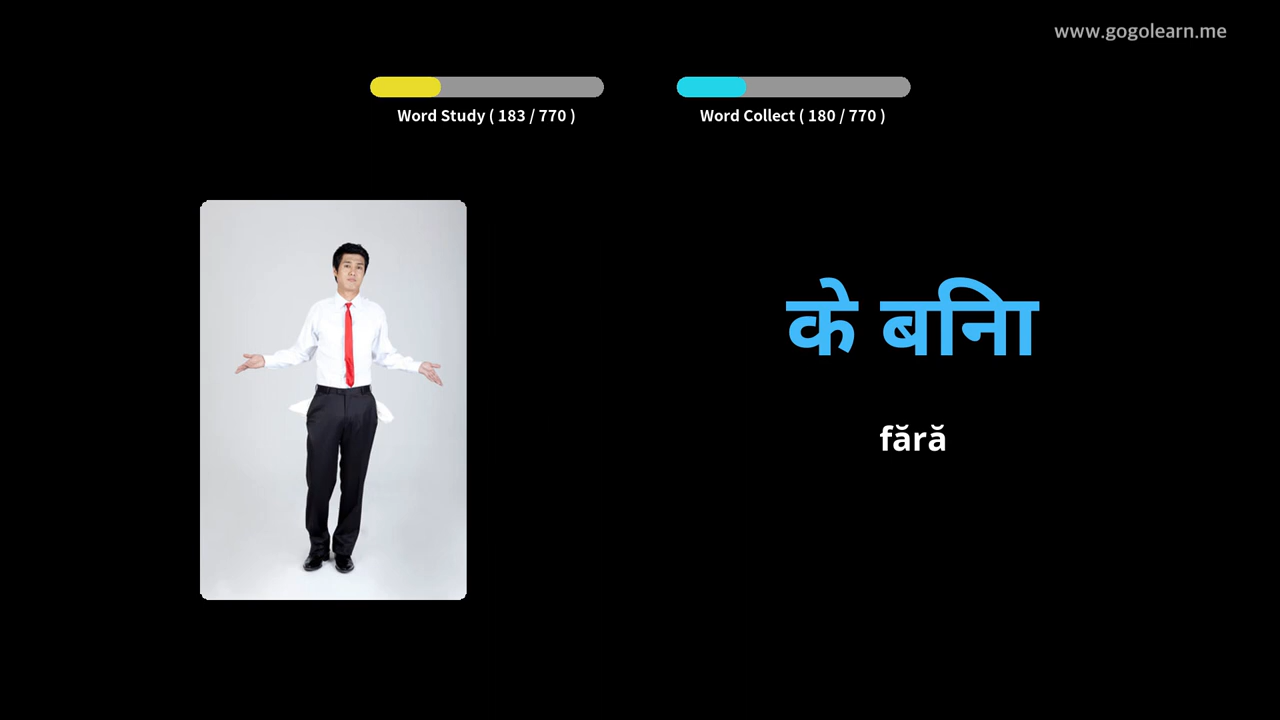 www.gogolearn.me
Word Study ( 183 / 770 )
Word Collect ( 180 / 770 )
के बिना
fără